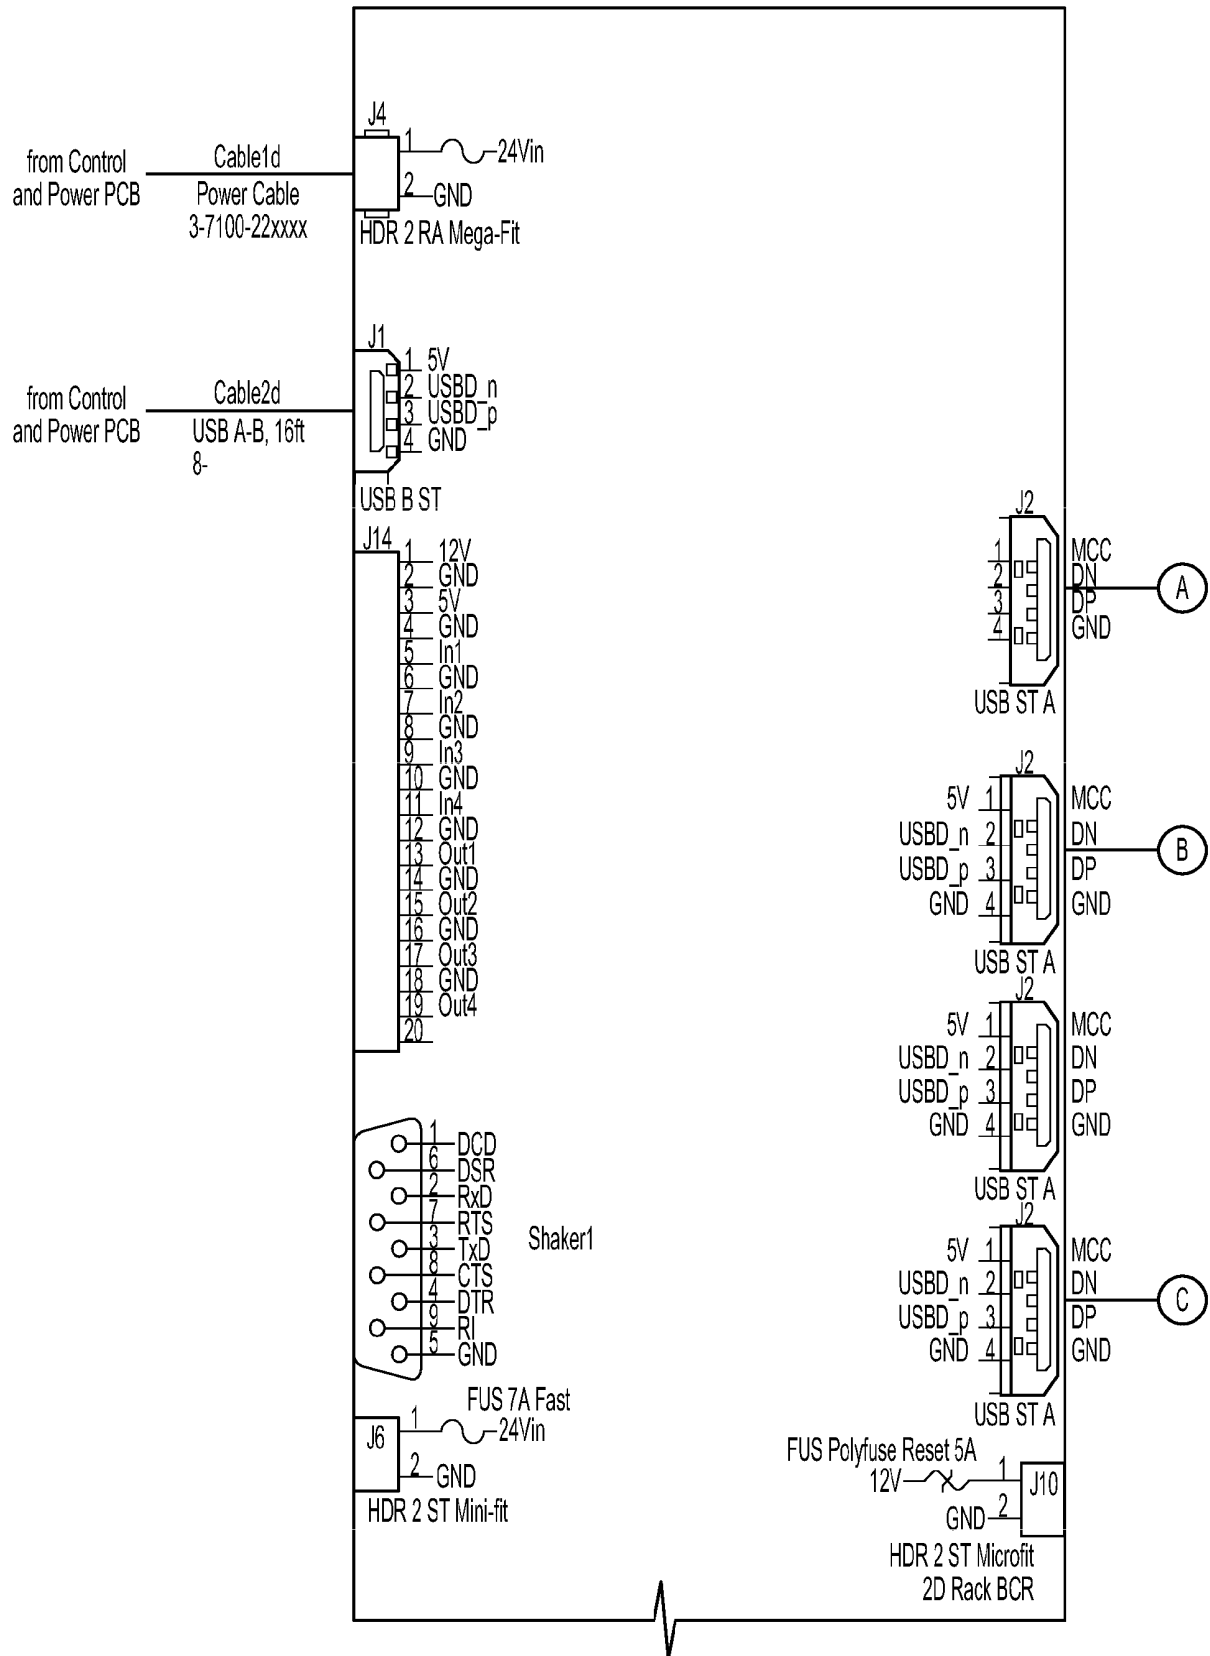 J4
from Control
and Power PCB
Cable1d
Power Cable
3-7100-22xxxx
1
24Vin
2
GND
HDR 2 RA Mega-Fit
J1
from Control
and Power PCB
Cable2d
USB A-B, 16ft
8-
1 5V
2 USBD_n
3 USBD_p
4 GND
USB B ST
J14
1 12V
2 GND
3 5V
4 GND
5 In1
6 GND
7 In2
8 GND
9 In3
10 GND
11 In4
12 GND
13 Out1
14 GND
15 Out2
16 GND
17 Out3
18 GND
19 Out4
20
1 DCD
6 DSR
2 RxD
7 RTS
3 TxD
8 CTS
4 DTR
9 RI
5 GND
Shaker1
FUS 7A Fast
J6
1
24Vin
2
GND
HDR 2 ST Mini-fit
J2
1 MCC
2 DN
3 DP
4 GND
A
USB ST A
J2
5V 1 MCC
USBD_n 2 DN
USBD_p 3 DP
GND 4 GND
B
USB ST A
J2
5V 1 MCC
USBD_n 2 DN
USBD_p 3 DP
GND 4 GND
USB ST A
J2
5V 1 MCC
USBD_n 2 DN
USBD_p 3 DP
GND 4 GND
C
USB ST A
FUS Polyfuse Reset 5A
12V 1
J10
GND 2
HDR 2 ST Microfit
2D Rack BCR